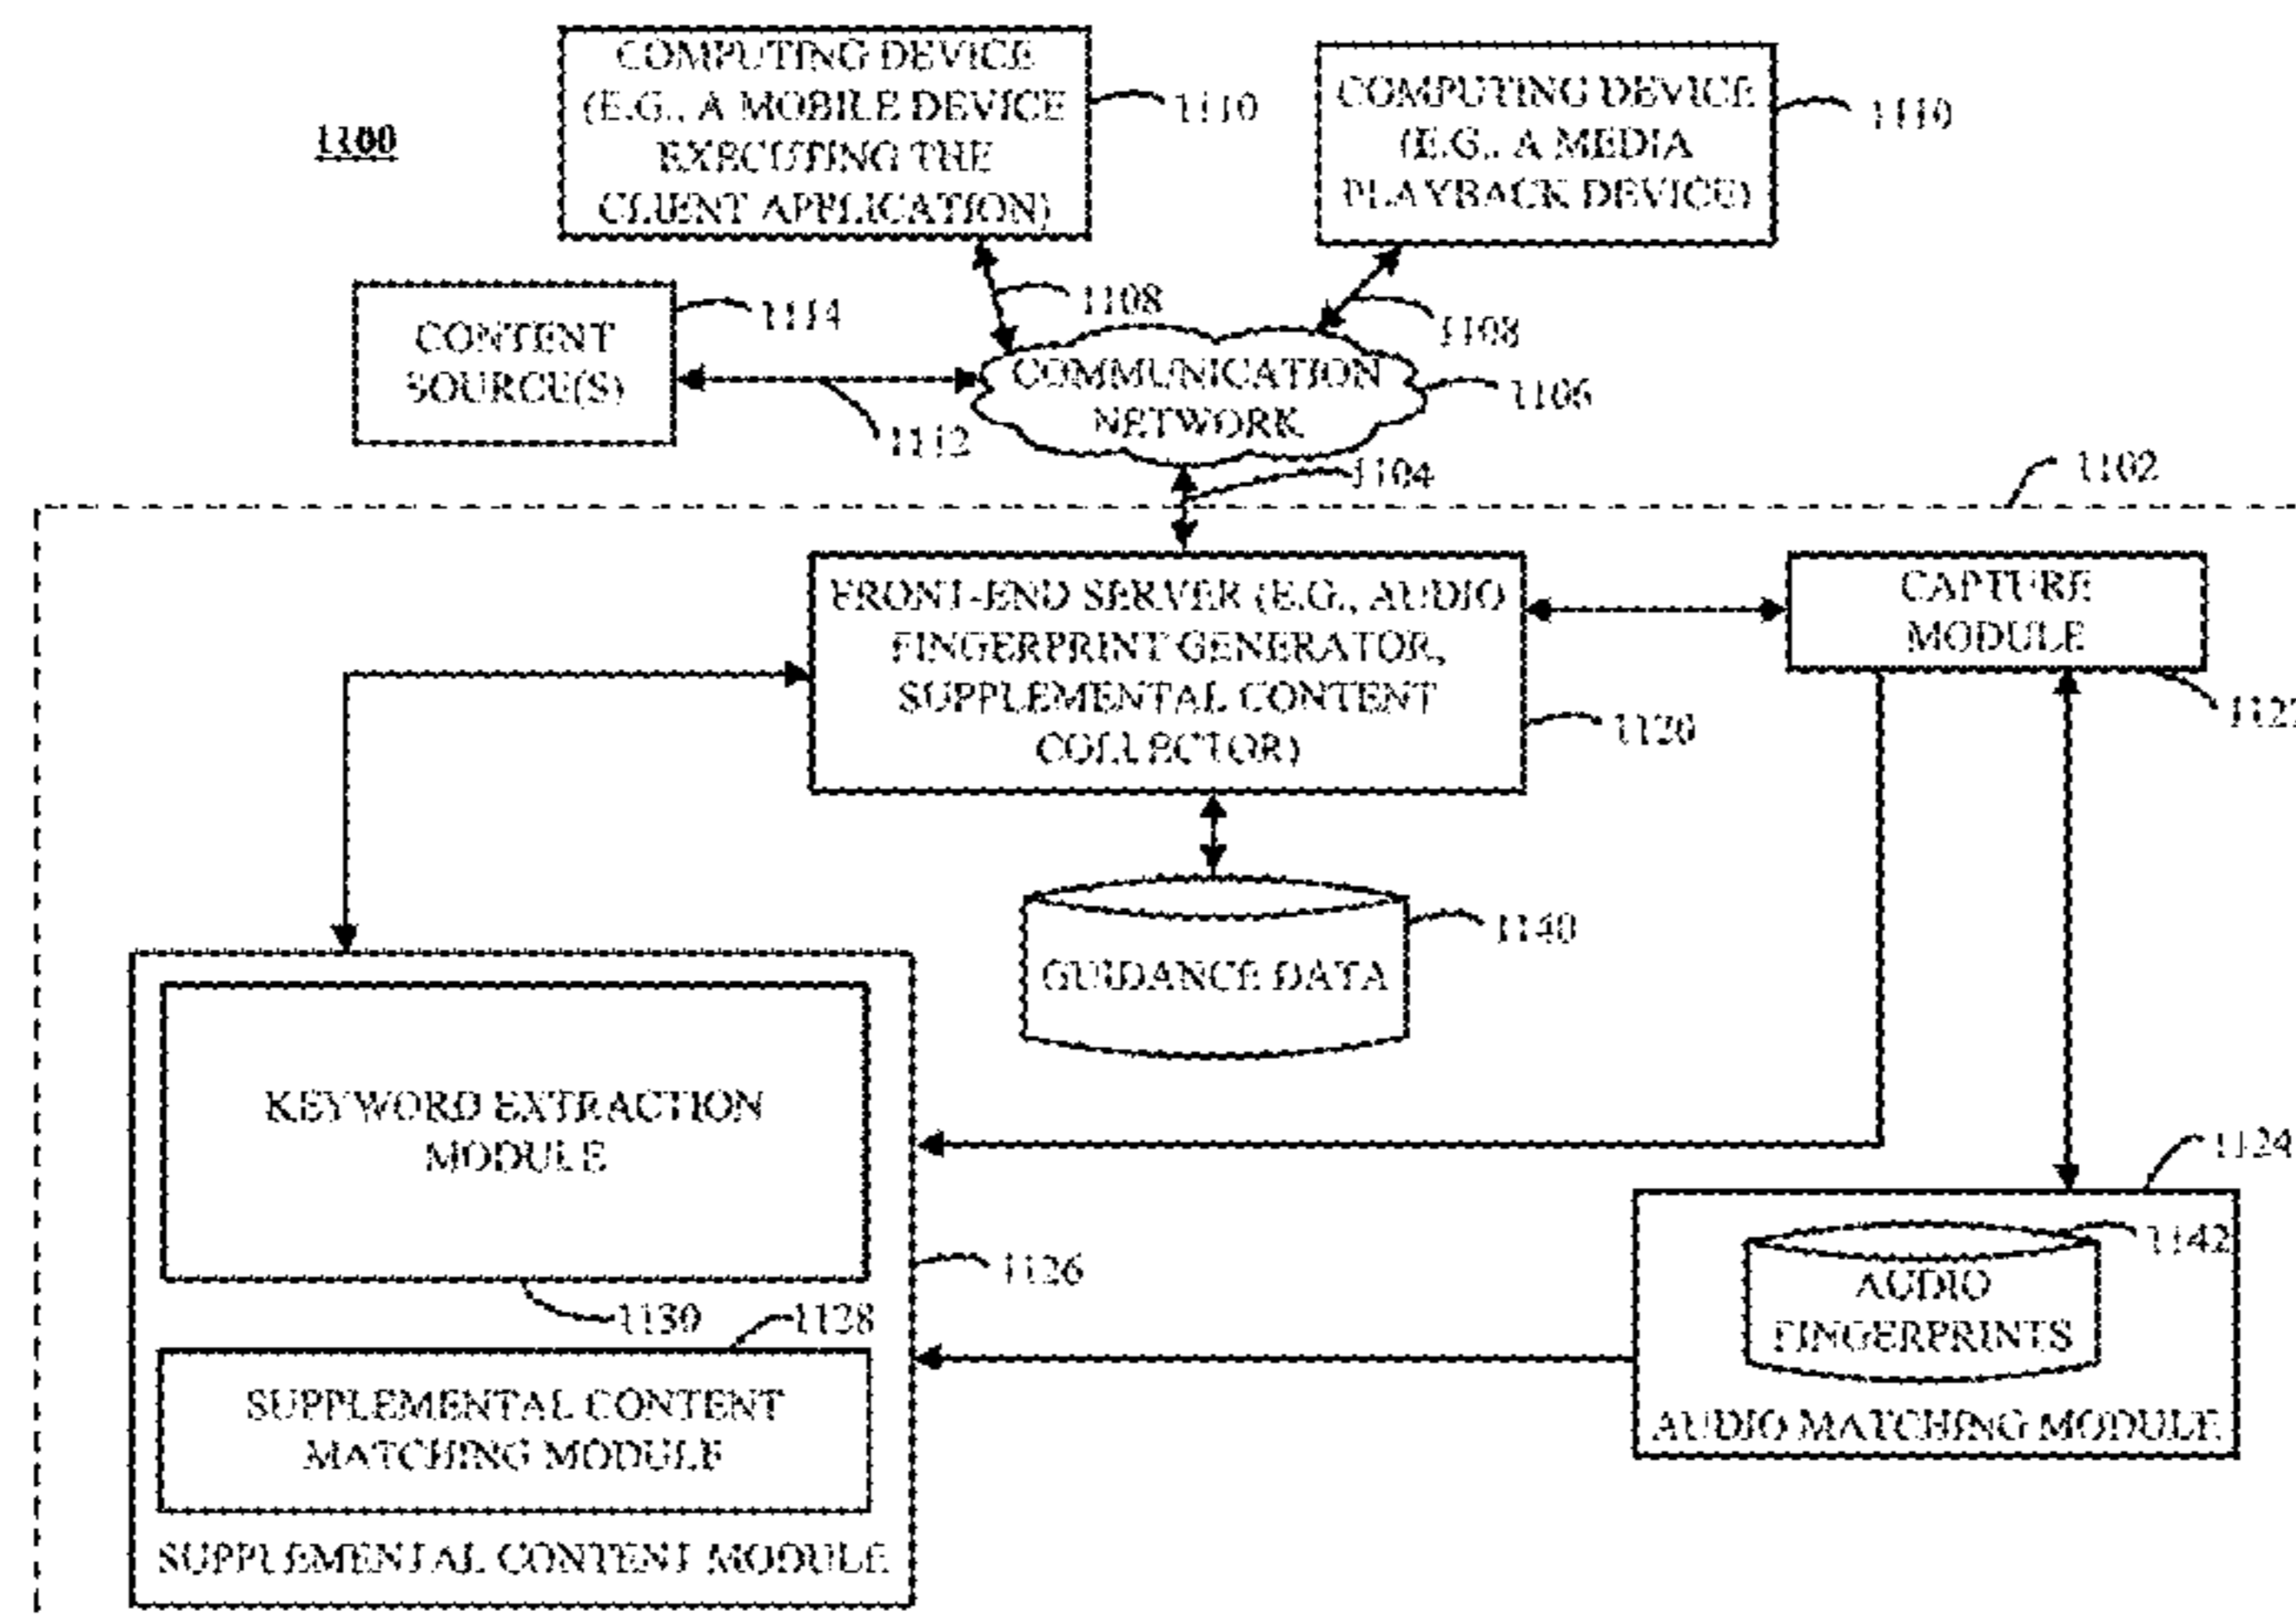 1100
COMPUTING DEVICE
(E.G., A MOBILE DEVICE
EXECUTING THE
CLIENT APPLICATION)
1110
COMPUTING DEVICE
(E.G., A MEDIA
PLAYBACK DEVICE)
1110
CONTENT
SOURCE(S)
1114
1108
1108
COMMUNICATION
NETWORK
1106
1112
1104
1102
FRONT-END SERVER (E.G., AUDIO
FINGERPRINT GENERATOR,
SUPPLEMENTAL CONTENT
COLLECTOR)
1120
CAPTURE
MODULE
GUIDANCE DATA
1140
KEYWORD EXTRACTION
MODULE
1130
1128
1126
SUPPLEMENTAL CONTENT
MATCHING MODULE
SUPPLEMENTAL CONTENT MODULE
1124
1142
AUDIO
FINGERPRINTS
AUDIO MATCHING MODULE